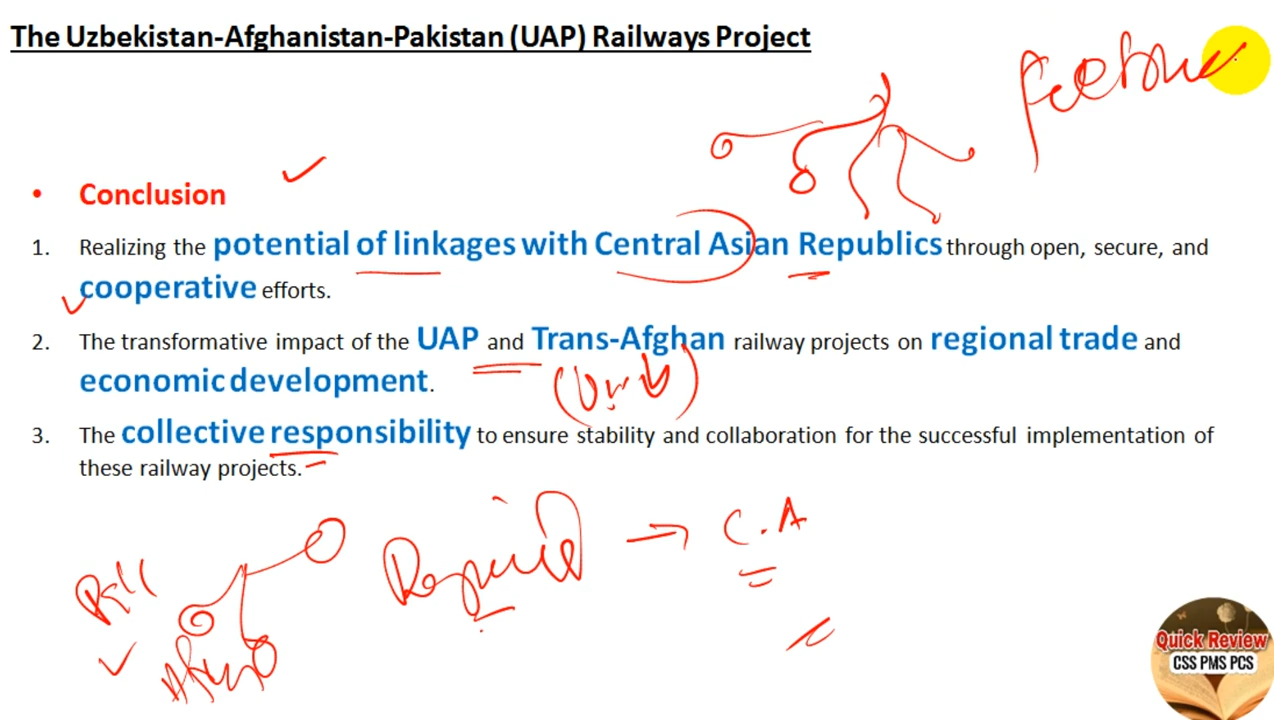 The Uzbekistan-Afghanistan-Pakistan (UAP) Railways Project
• Conclusion
1. Realizing the potential of linkages with Central Asian Republics through open, secure, and
cooperative efforts.
2. The transformative impact of the UAP and Trans-Afghan railway projects on regional trade and
economic development.
3. The collective responsibility to ensure stability and collaboration for the successful implementation of
these railway projects.
Required → C.A
Quick Review
CSS PMS PCS